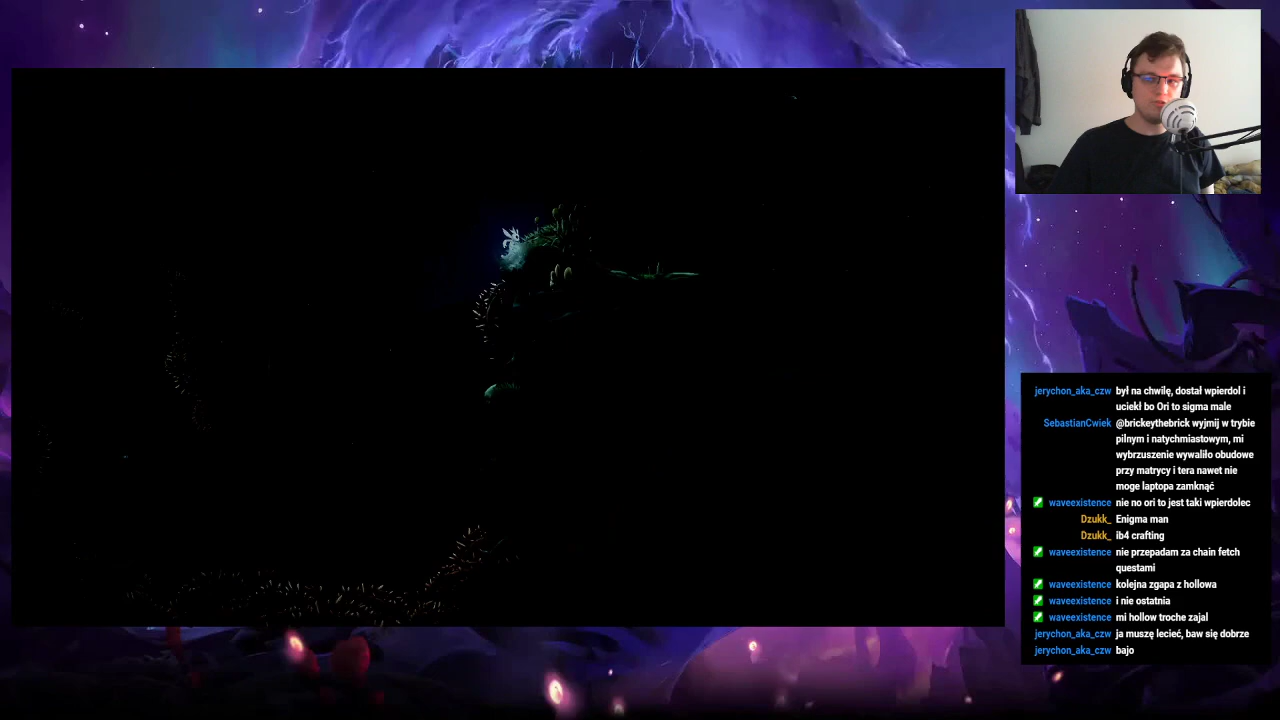 jerychon_aka_czw był na chwilę, dostał wpierdol i
uciekł bo Ori to sigma male
SebastianCwiek @brickeythebrick wyjmij w trybie
pilnym i natychmiastowym, mi
wybrzuszenie wywaliło obudowe
przy matrycy i tera nawet nie
moge laptopa zamknąć
waveexistence nie no ori to jest taki wpierdolec
Dzukk_ Enigma man
Dzukk_ ib4 crafting
waveexistence nie przepadam za chain fetch
questami
waveexistence kolejna zgapa z hollowa
waveexistence i nie ostatnia
waveexistence mi hollow troche zajal
jerychon_aka_czw ja muszę lecieć, baw się dobrze
jerychon_aka_czw bajo